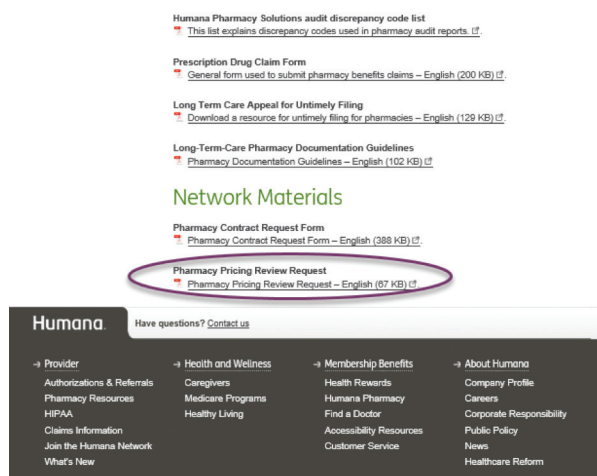 Humana Pharmacy Solutions audit discrepancy code list
This list explains discrepancy codes used in pharmacy audit reports.
Prescription Drug Claim Form
General form used to submit pharmacy benefits claims – English (200 KB).
Long Term Care Appeal for Untimely Filing
Download a resource for untimely filing for pharmacies – English (129 KB).
Long-Term-Care Pharmacy Documentation Guidelines
Pharmacy Documentation Guidelines – English (102 KB)
Network Materials
Pharmacy Contract Request Form
Pharmacy Contract Request Form – English (388 KB).
Pharmacy Pricing Review Request
Pharmacy Pricing Review Request – English (67 KB).
Humana. Have questions? Contact us
Provider
Authorizations & Referrals
Pharmacy Resources
HIPAA
Claims Information
Join the Humana Network
What's New
Health and Wellness
Caregivers
Medicare Programs
Healthy Living
Membership Benefits
Health Rewards
Humana Pharmacy
Find a Doctor
Accessibility Resources
Customer Service
About Humana
Company Profile
Careers
Corporate Responsibility
Public Policy
News
Healthcare Reform